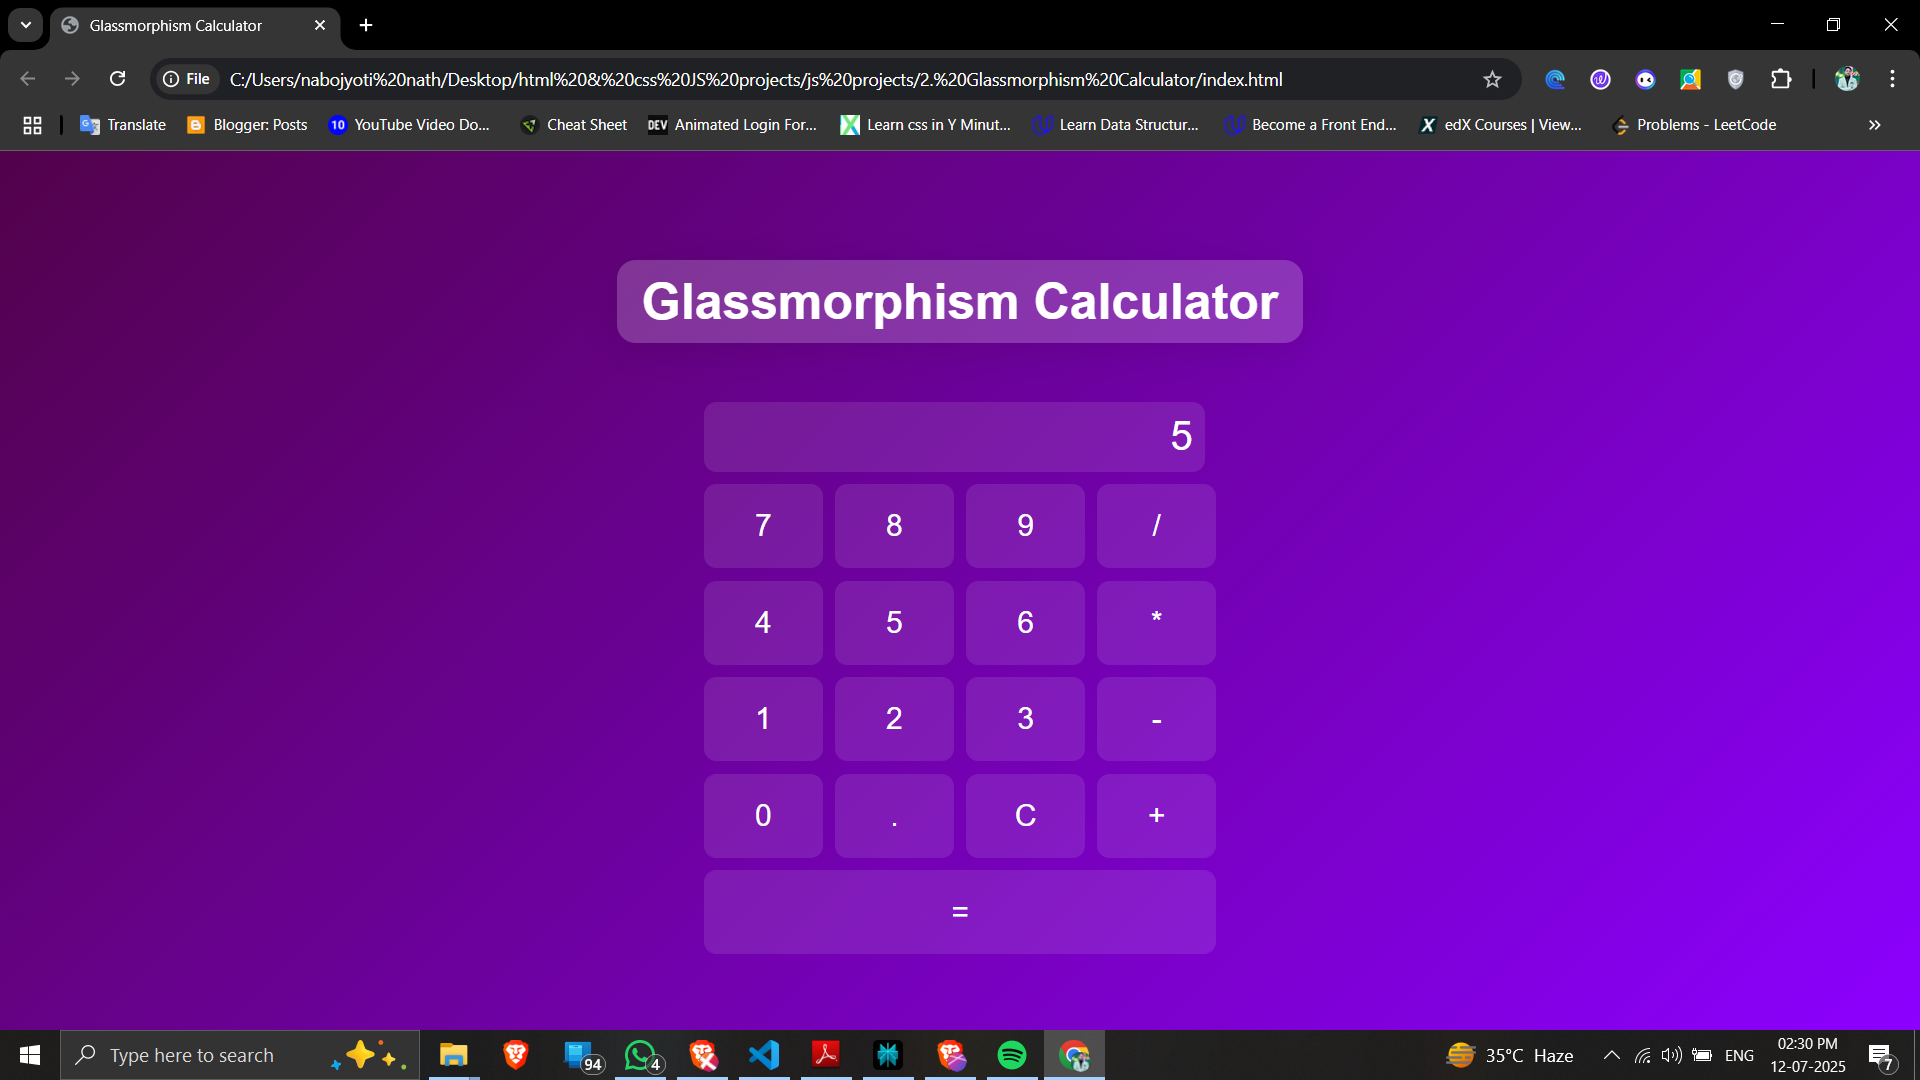 Glassmorphism Calculator
File C:/Users/nabojyoti%20nath/Desktop/html%20&%20css%20JS%20projects/js%20projects/2.%20Glassmorphism%20Calculator/index.html
Translate Blogger: Posts 10 YouTube Video Do... Cheat Sheet DEV Animated Login For... Learn css in Y Minut... Learn Data Structur... Become a Front End... X edX Courses | View... Problems - LeetCode »
Glassmorphism Calculator
5
7 8 9 /
4 5 6 *
1 2 3 -
0 . C +
=
Type here to search 94 4 35°C Haze ENG 02:30 PM
12-07-2025 7